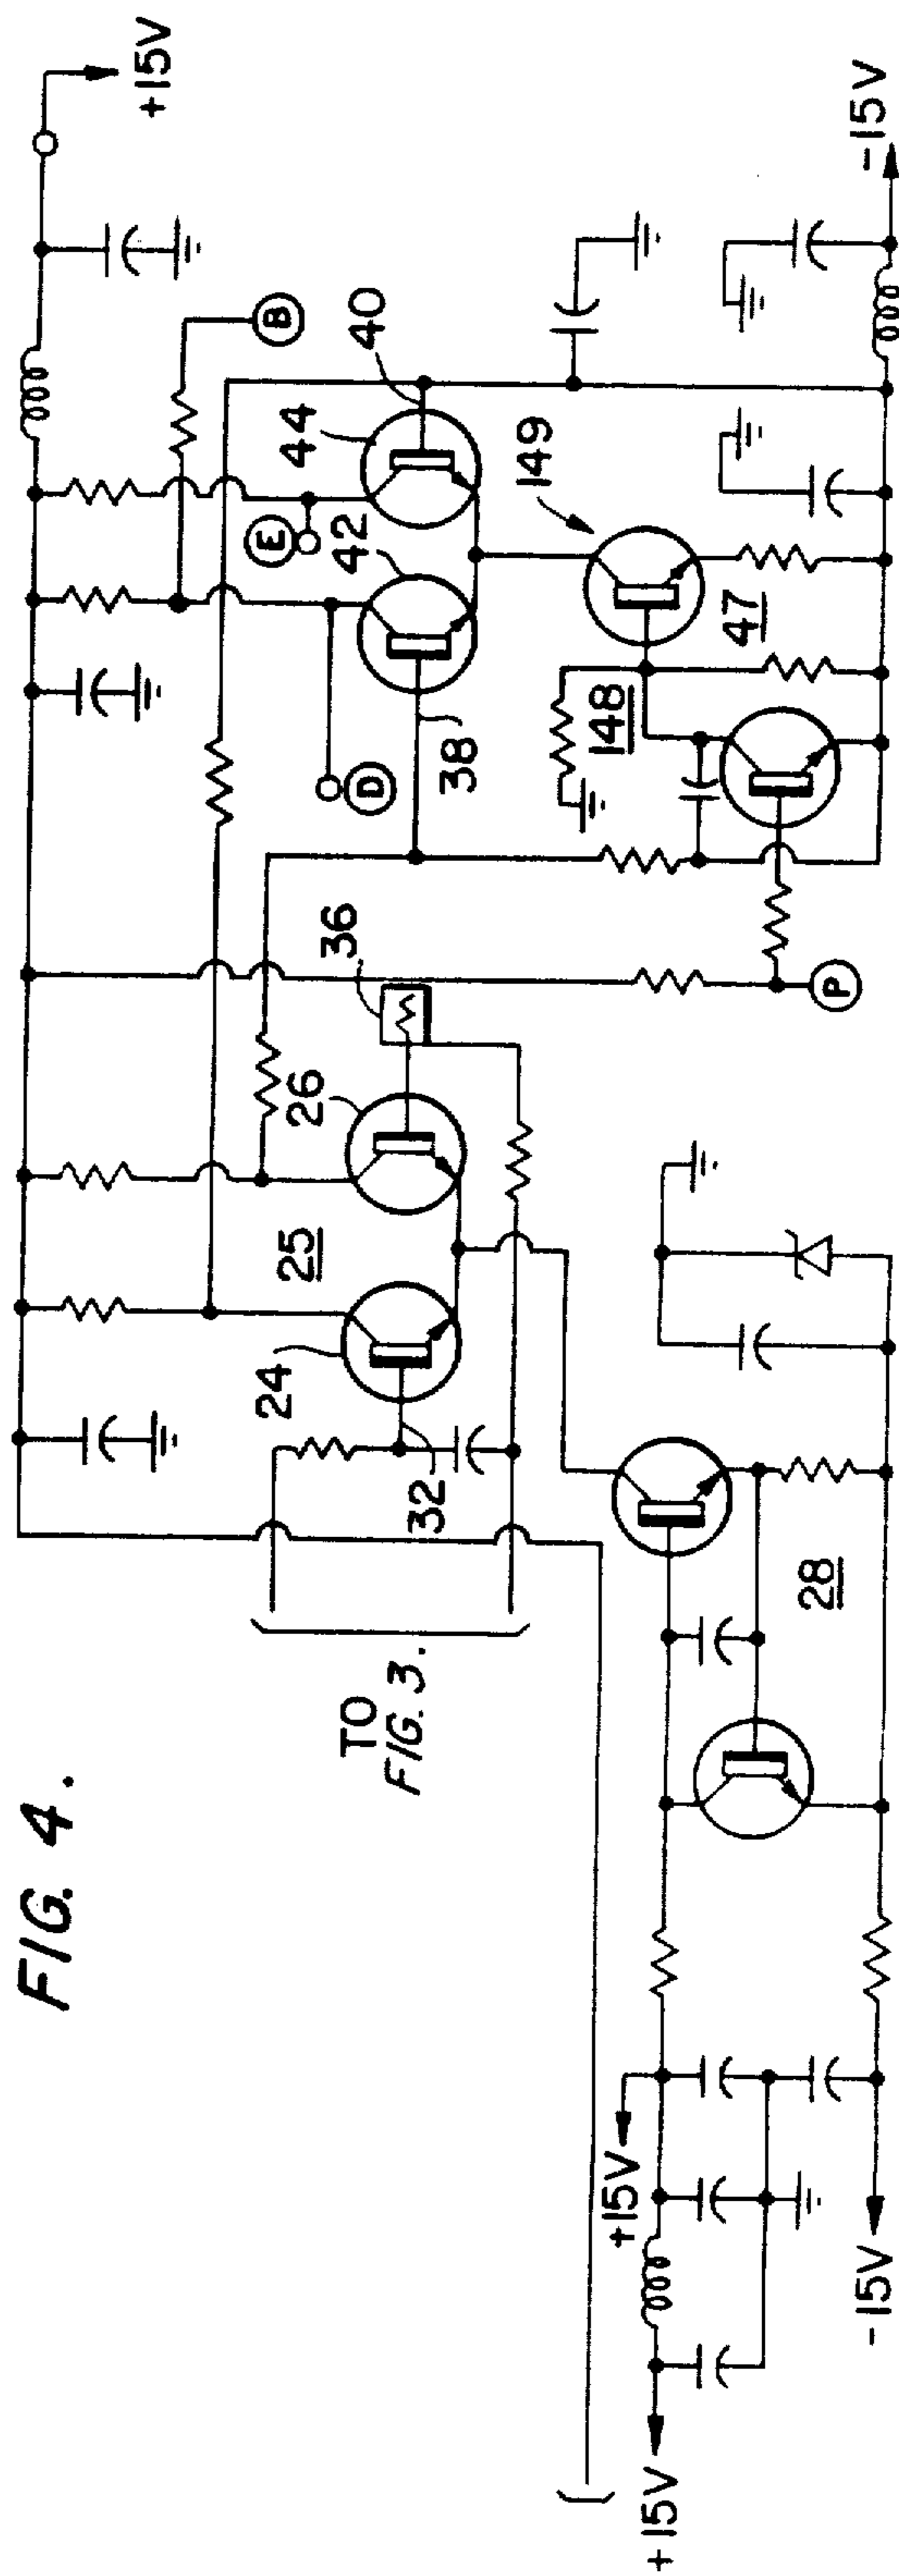 FIG. 4.
+15V
B
E
D
44
40
42
38
149
47
148
-15V
P
36
26
25
24
32
TO
FIG. 3.
28
+15V
+15V
-15V